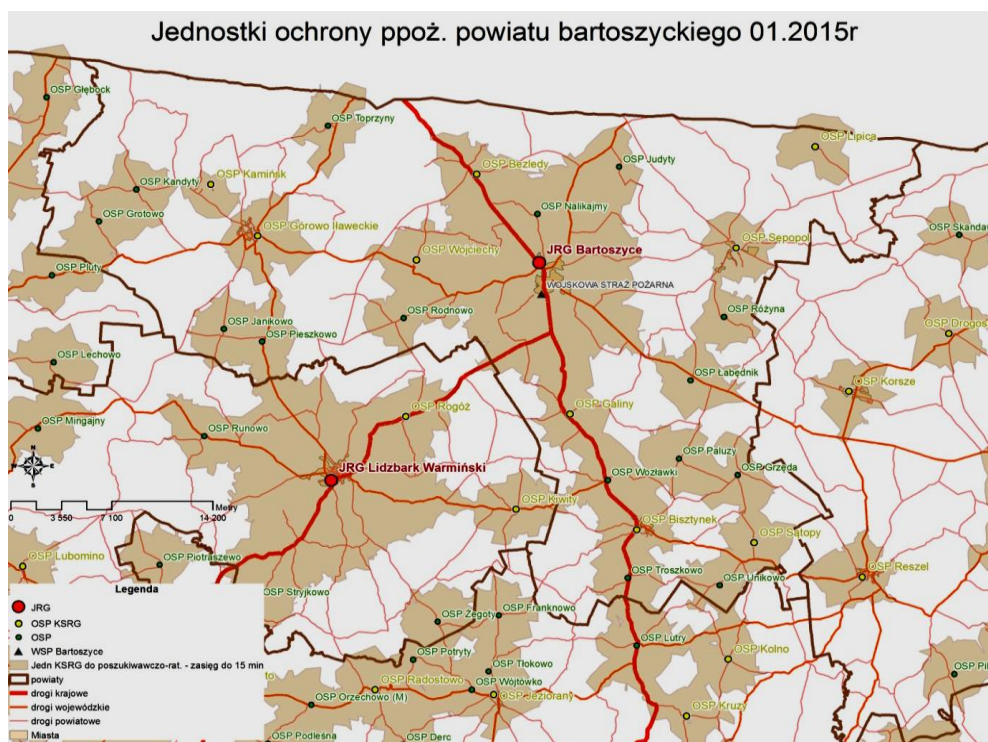 Jednostki ochrony ppoż. powiatu bartoszyckiego 01.2015r
OSP Głębock
OSP Toprzyny
OSP Lipica
OSP Bezledy
OSP Judyty
OSP Kandyty
OSP Kamińsk
OSP Grotowo
OSP Nalikajmy
OSP Górowo Iławeckie
OSP Skandaw
OSP Wojciechy
JRG Bartoszyce
OSP Sępopol
OSP Pluty
WOJSKOWA STRAŻ POŻARNA
OSP Rodnowo
OSP Różyna
OSP Janikowo
OSP Pieszkowo
OSP Drogos
OSP Lechowo
OSP Łabędnik
OSP Korsze
OSP Rogóż
OSP Galiny
OSP Mingajny
OSP Runowo
OSP Paluzy
JRG Lidzbark Warmiński
OSP Wozławki
OSP Grzęda
N
W
E
S
Metry
0
3 550
7 100
14 200
OSP Kiwity
OSP Bisztynek
OSP Sątopy
OSP Lubomino
OSP Piotraszewo
OSP Reszel
OSP Troszkowo
OSP Unikowo
OSP Stryjkowo
OSP Żegoty
OSP Franknowo
OSP Lutry
OSP Potryty
OSP Kolno
OSP Tłokowo
OSP Radostowo
OSP Wójtówko
OSP Orzechowo (M)
OSP Jeziorany
OSP Kruzy
OSP Podleśna
OSP Derc
Legenda
JRG
OSP KSRG
OSP
WSP Bartoszyce
Jedn KSRG do poszukiwawczo-rat. - zasięg do 15 min
powiaty
drogi krajowe
drogi wojewódzkie
drogi powiatowe
Miasta